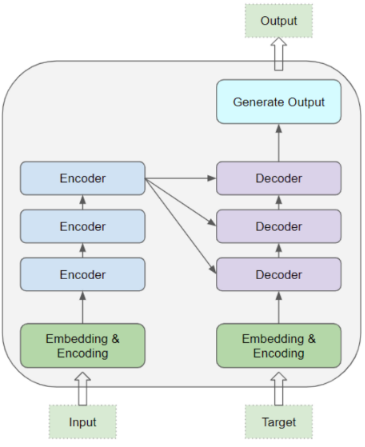 Output
Generate Output
Encoder
Decoder
Encoder
Decoder
Encoder
Decoder
Embedding &
Encoding
Embedding &
Encoding
Input
Target